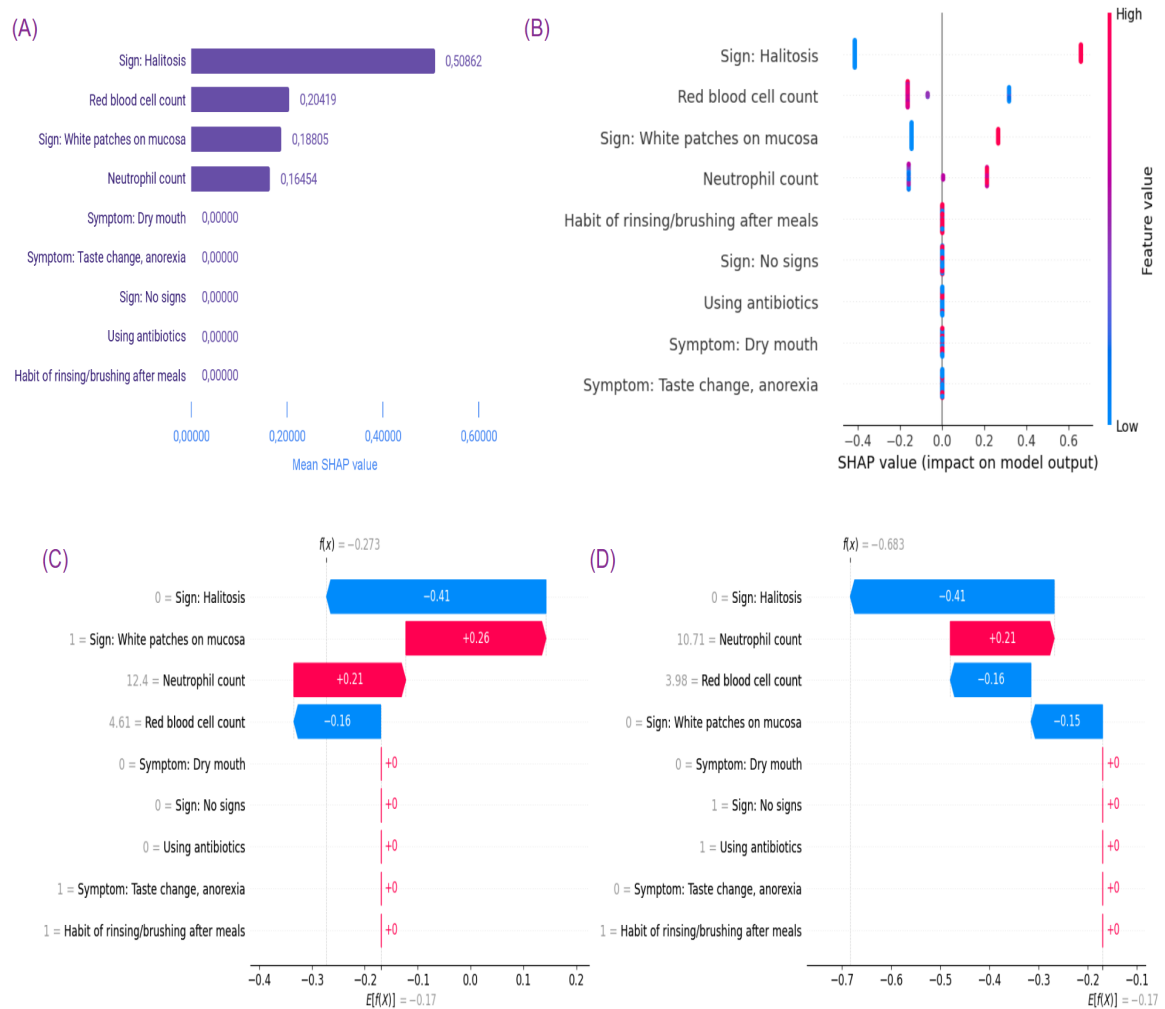 (A)
Sign: Halitosis 0,50862
Red blood cell count 0,20419
Sign: White patches on mucosa 0,18805
Neutrophil count 0,16454
Symptom: Dry mouth 0,00000
Symptom: Taste change, anorexia 0,00000
Sign: No signs 0,00000
Using antibiotics 0,00000
Habit of rinsing/brushing after meals 0,00000
0,00000 0,20000 0,40000 0,60000
Mean SHAP value
(B)
High
Sign: Halitosis
Red blood cell count
Sign: White patches on mucosa
Neutrophil count
Habit of rinsing/brushing after meals
Sign: No signs
Using antibiotics
Symptom: Dry mouth
Symptom: Taste change, anorexia
Feature value
Low
−0.4 −0.2 0.0 0.2 0.4 0.6
SHAP value (impact on model output)
(C)
f(x) = −0.273
0 = Sign: Halitosis −0.41
1 = Sign: White patches on mucosa +0.26
12.4 = Neutrophil count +0.21
4.61 = Red blood cell count −0.16
0 = Symptom: Dry mouth +0
0 = Sign: No signs +0
0 = Using antibiotics +0
1 = Symptom: Taste change, anorexia +0
1 = Habit of rinsing/brushing after meals +0
−0.4 −0.3 −0.2 −0.1 0.0 0.1 0.2
E[f(X)] = −0.17
(D)
f(x) = −0.683
0 = Sign: Halitosis −0.41
10.71 = Neutrophil count +0.21
3.98 = Red blood cell count −0.16
0 = Sign: White patches on mucosa −0.15
0 = Symptom: Dry mouth +0
1 = Sign: No signs +0
1 = Using antibiotics +0
0 = Symptom: Taste change, anorexia +0
1 = Habit of rinsing/brushing after meals +0
−0.7 −0.6 −0.5 −0.4 −0.3 −0.2 −0.1
E[f(X)] = −0.17